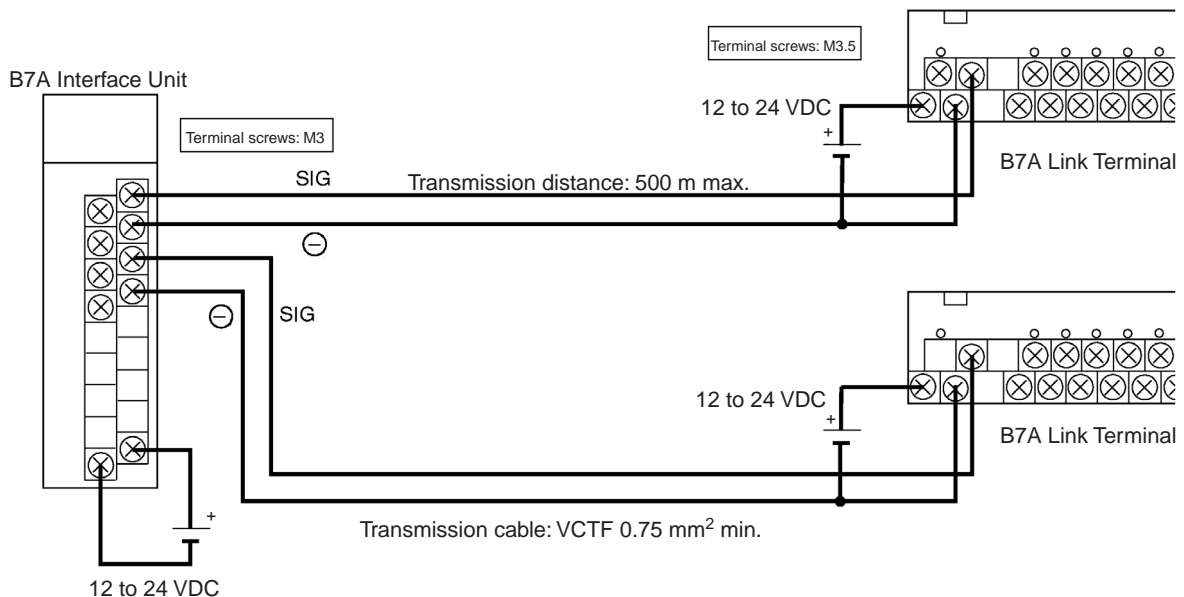 Terminal screws: M3.5
B7A Interface Unit
12 to 24 VDC
+
Terminal screws: M3
B7A Link Terminal
SIG
Transmission distance: 500 m max.
⊖
⊖
SIG
12 to 24 VDC
+
B7A Link Terminal
+
Transmission cable: VCTF 0.75 mm² min.
12 to 24 VDC